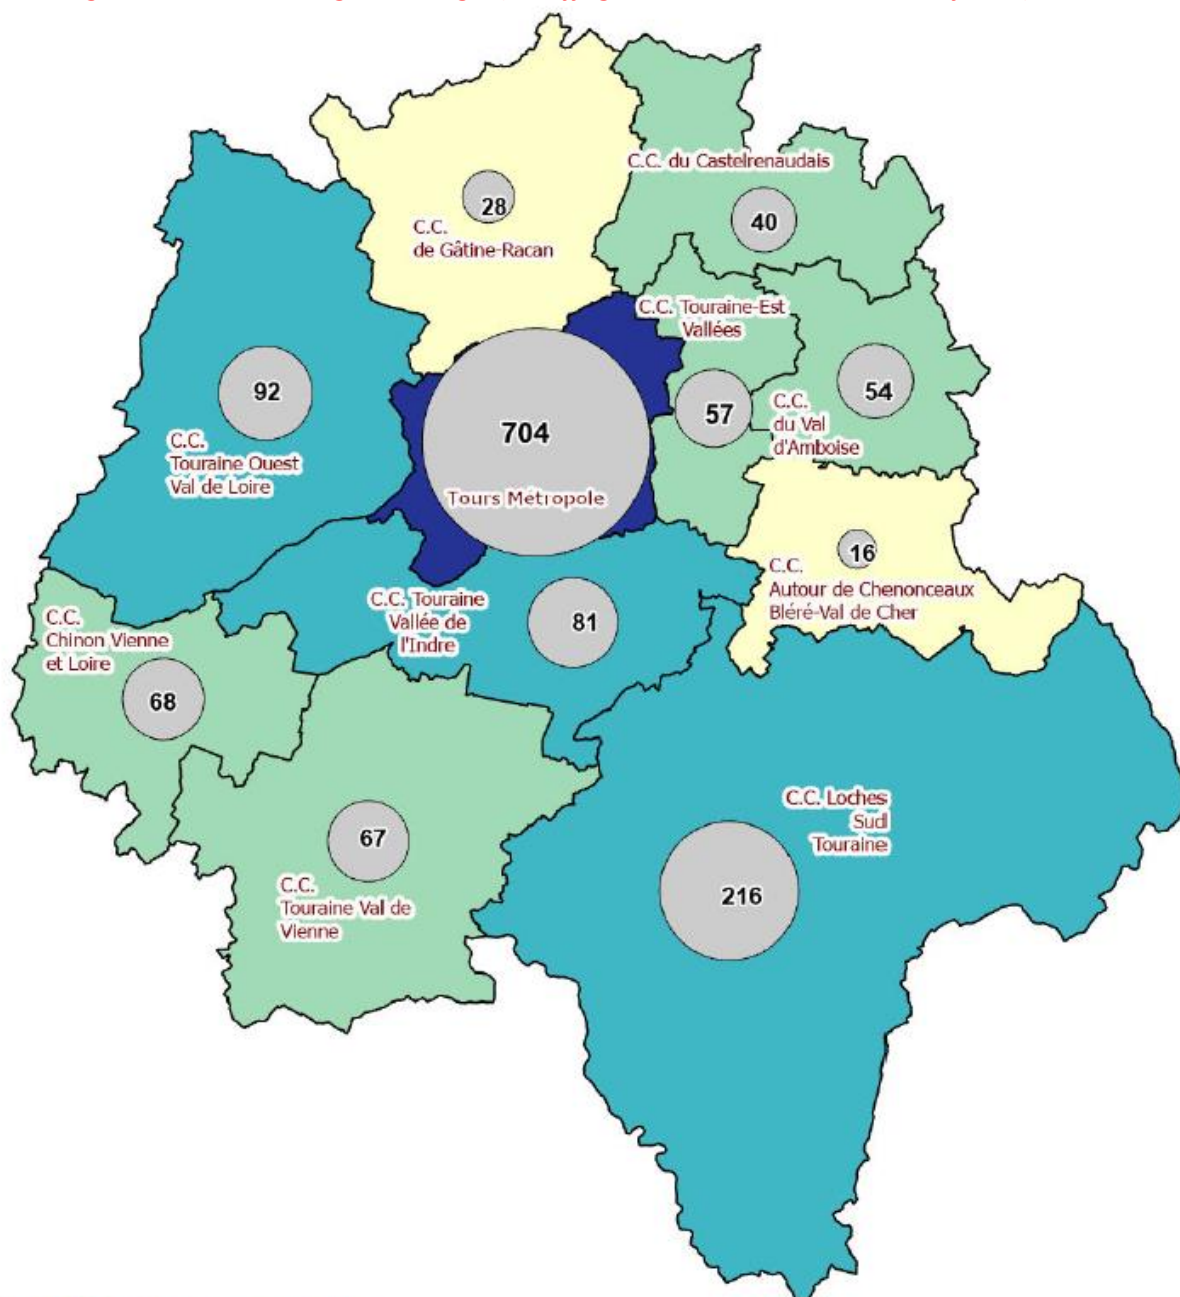 C.C. du Castelrenaudais
28
40
C.C.
de Gâtine-Racan
C.C. Touraine-Est
Vallées
92
57
54
C.C.
du Val
d'Amboise
704
Tours Métropole
C.C.
Touraine Ouest
Val de Loire
16
C.C.
Autour de Chenonceaux
Bléré-Val de Cher
C.C. Touraine
Vallée de
l'Indre
81
C.C.
Chinon Vienne
et Loire
68
C.C. Loches
Sud
Touraine
67
C.C.
Touraine Val de
Vienne
216